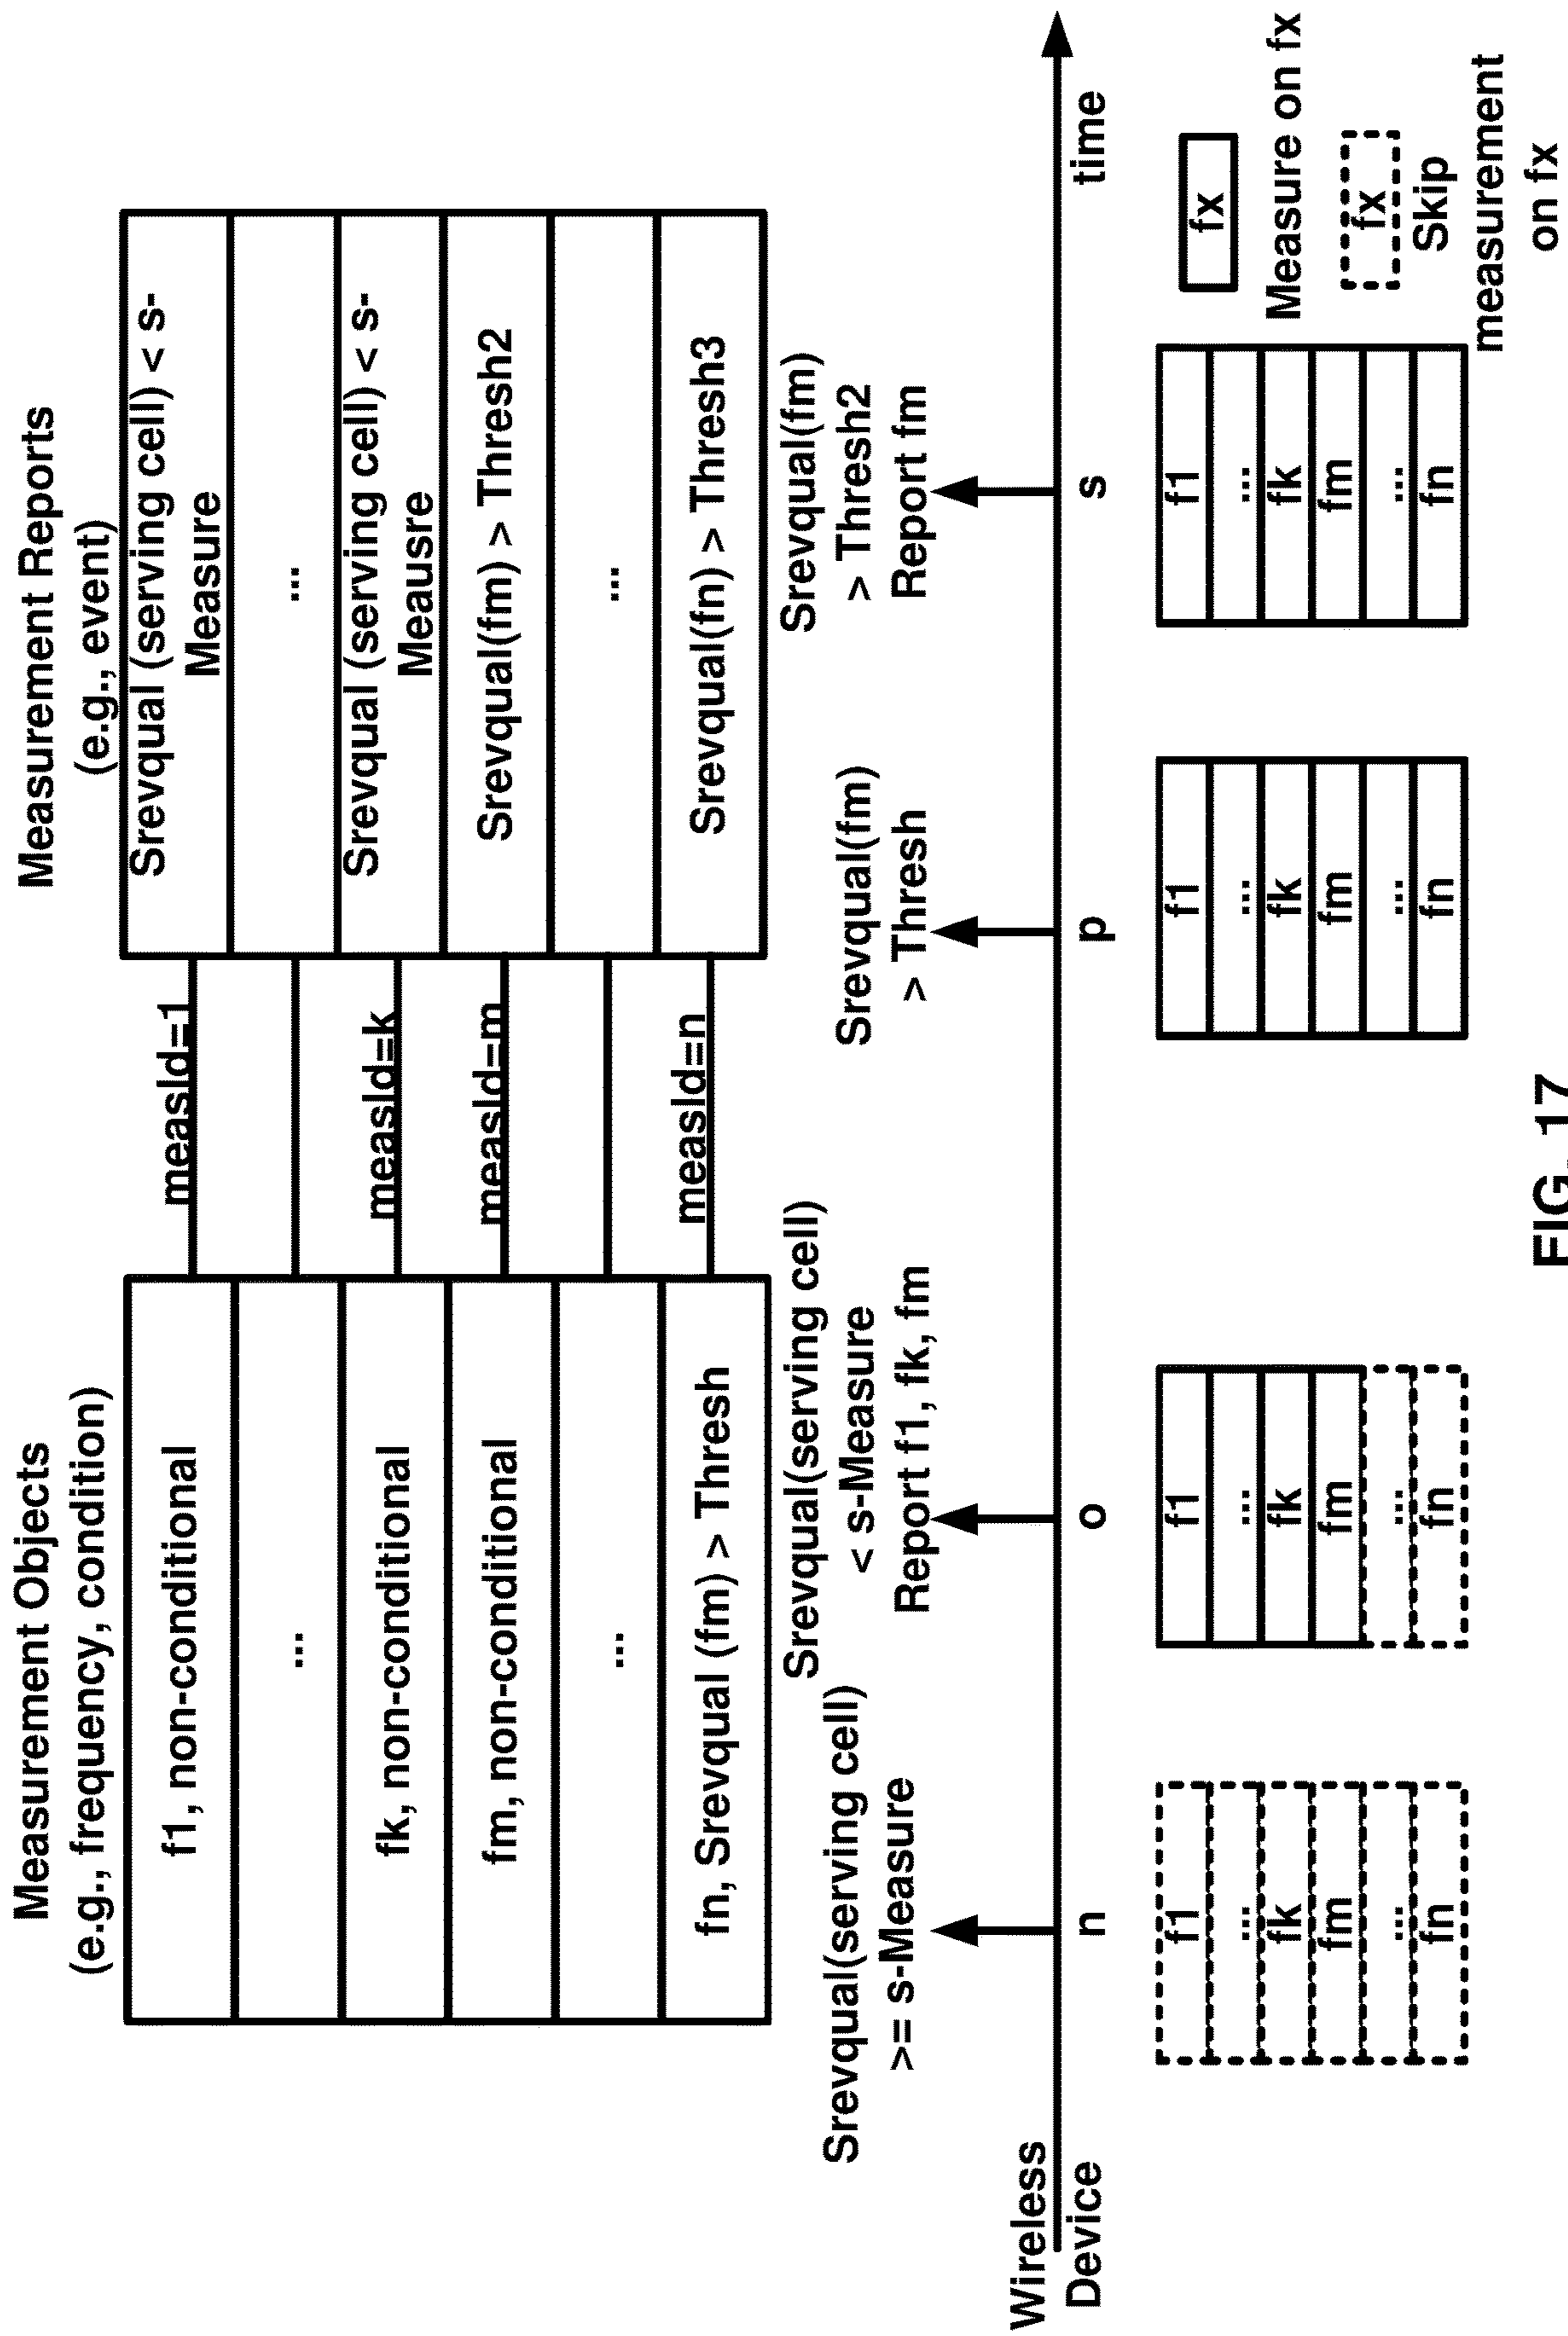 Measurement Objects
(e.g., frequency, condition)
f1, non-conditional
...
fk, non-conditional
fm, non-conditional
...
fn, Srevqual (fm) > Thresh
measId=1
measId=k
measId=m
measId=n
Measurement Reports
(e.g., event)
Srevqual (serving cell) < s-
Measure
...
Srevqual (serving cell) < s-
Meausre
Srevqual(fm) > Thresh2
...
Srevqual(fn) > Thresh3
Srevqual(serving cell)
>= s-Measure
Srevqual(serving cell)
< s-Measure
Report f1, fk, fm
Srevqual(fm)
> Thresh
Srevqual(fm)
> Thresh2
Report fm
Wireless
Device
n
o
p
s
time
f1
...
fk
fm
...
fn
f1
...
fk
fm
...
fn
f1
...
fk
fm
...
fn
f1
...
fk
fm
...
fn
fx
Measure on fx
fx
Skip
measurement
on fx
FIG. 17